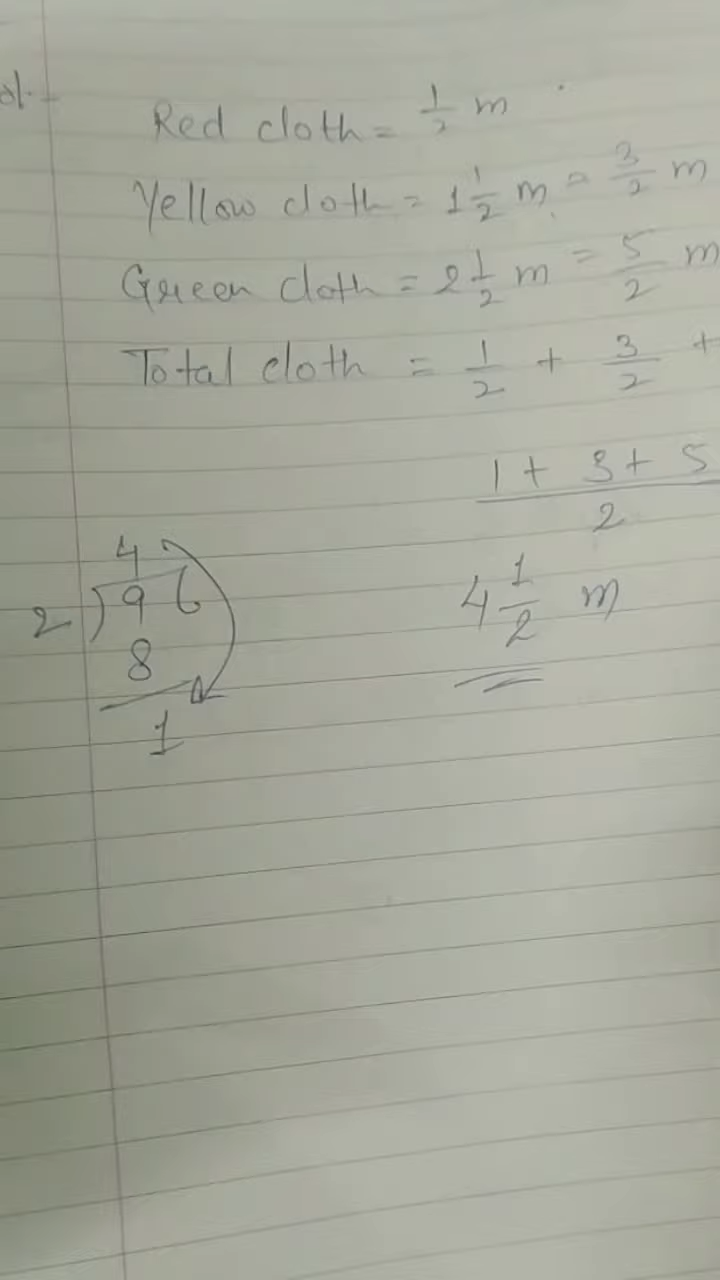 ol:-
Red cloth = 1/2 m
Yellow cloth = 1 1/2 m = 3/2 m
Green cloth = 2 1/2 m = 5/2 m
Total cloth = 1/2 + 3/2 +
1 + 3 + 5
2
4 1/2 m
4
2 ) 9
8
1